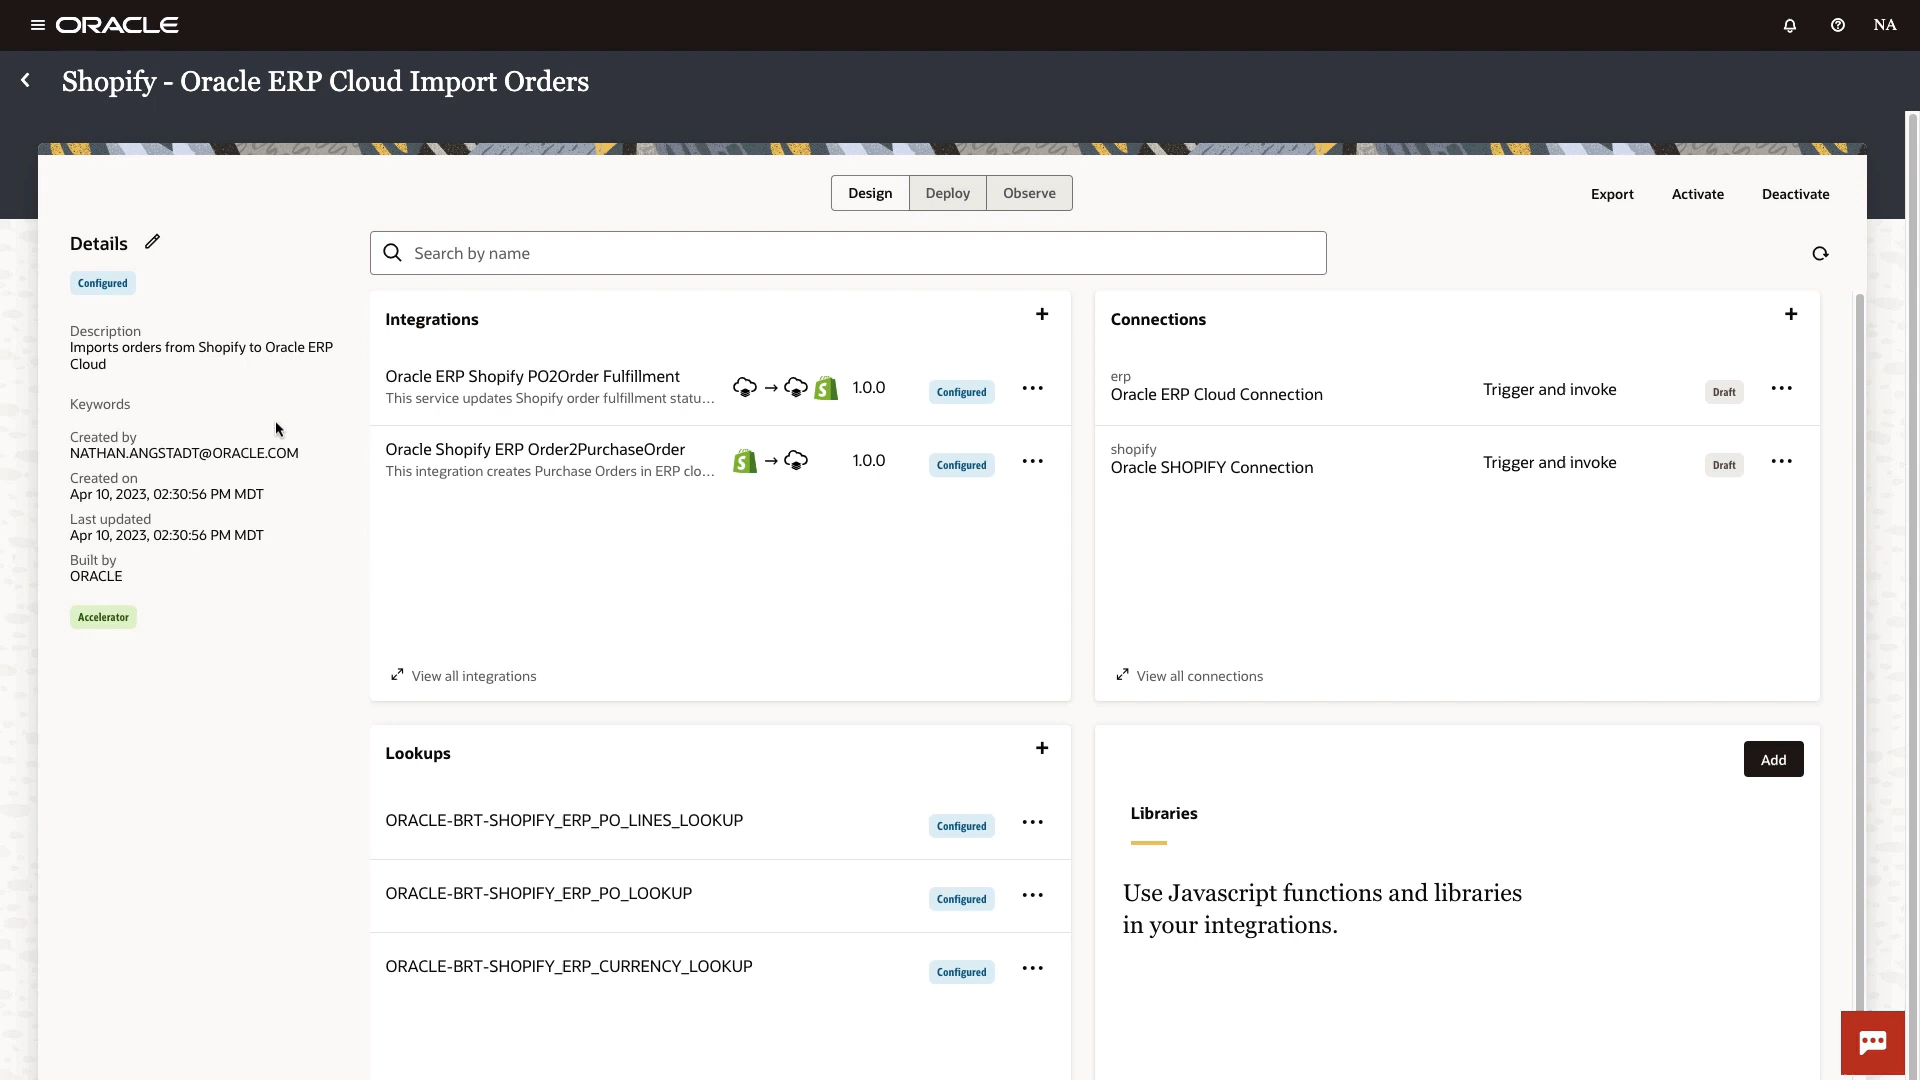 ORACLE
NA
Shopify - Oracle ERP Cloud Import Orders
Design
Deploy
Observe
Export
Activate
Deactivate
Details
Configured
Description
Imports orders from Shopify to Oracle ERP
Cloud
Keywords
Created by
NATHAN.ANGSTADT@ORACLE.COM
Created on
Apr 10, 2023, 02:30:56 PM MDT
Last updated
Apr 10, 2023, 02:30:56 PM MDT
Built by
ORACLE
Accelerator
Search by name
Integrations
Oracle ERP Shopify PO2Order Fulfillment
This service updates Shopify order fulfillment statu...
1.0.0
Configured
Oracle Shopify ERP Order2PurchaseOrder
This integration creates Purchase Orders in ERP clo...
1.0.0
Configured
View all integrations
Connections
erp
Oracle ERP Cloud Connection
Trigger and invoke
Draft
shopify
Oracle SHOPIFY Connection
Trigger and invoke
Draft
View all connections
Lookups
ORACLE-BRT-SHOPIFY_ERP_PO_LINES_LOOKUP
Configured
ORACLE-BRT-SHOPIFY_ERP_PO_LOOKUP
Configured
ORACLE-BRT-SHOPIFY_ERP_CURRENCY_LOOKUP
Configured
Add
Libraries
Use Javascript functions and libraries
in your integrations.